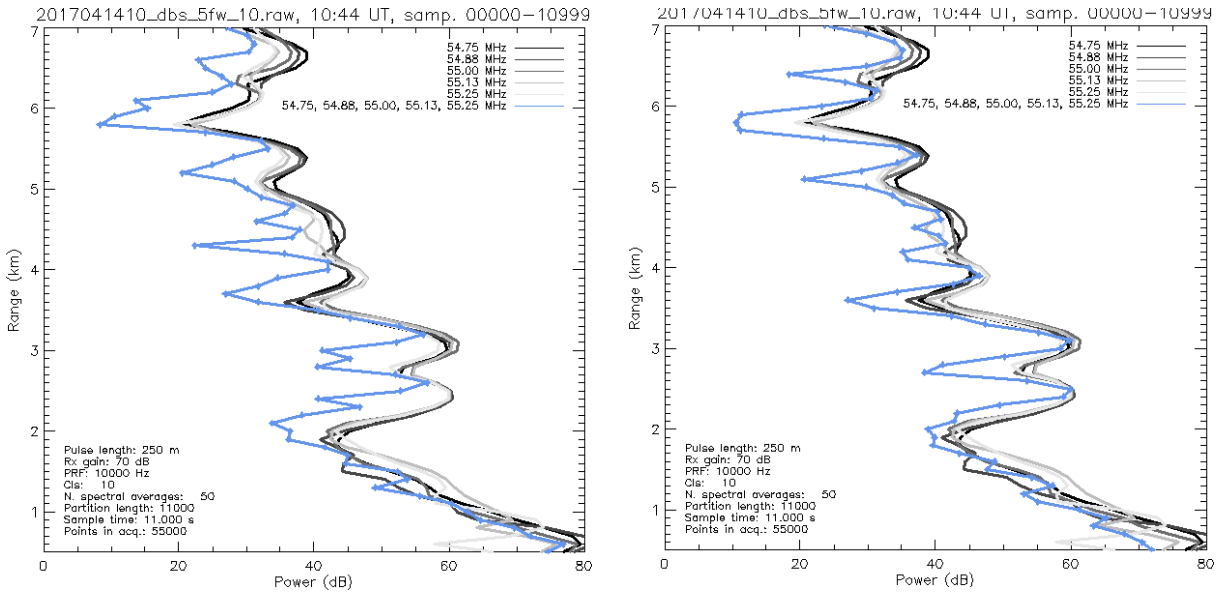 2017041410_dbs_5fw_10.raw, 10:44 UT, samp. 00000-10999
7
6
5
4
3
2
1
Range (km)
54.75 MHz
54.88 MHz
55.00 MHz
55.13 MHz
55.25 MHz
54.75, 54.88, 55.00, 55.13, 55.25 MHz
Pulse length: 250 m
Rx gain: 70 dB
PRF: 10000 Hz
CIs: 10
N. spectral averages: 50
Partition length: 11000
Sample time: 11.000 s
Points in acq.: 55000
0
20
40
60
80
Power (dB)
2017041410_dbs_5fw_10.raw, 10:44 UT, samp. 00000-10999
7
6
5
4
3
2
1
Range (km)
54.75 MHz
54.88 MHz
55.00 MHz
55.13 MHz
55.25 MHz
54.75, 54.88, 55.00, 55.13, 55.25 MHz
Pulse length: 250 m
Rx gain: 70 dB
PRF: 10000 Hz
CIs: 10
N. spectral averages: 50
Partition length: 11000
Sample time: 11.000 s
Points in acq.: 55000
0
20
40
60
80
Power (dB)